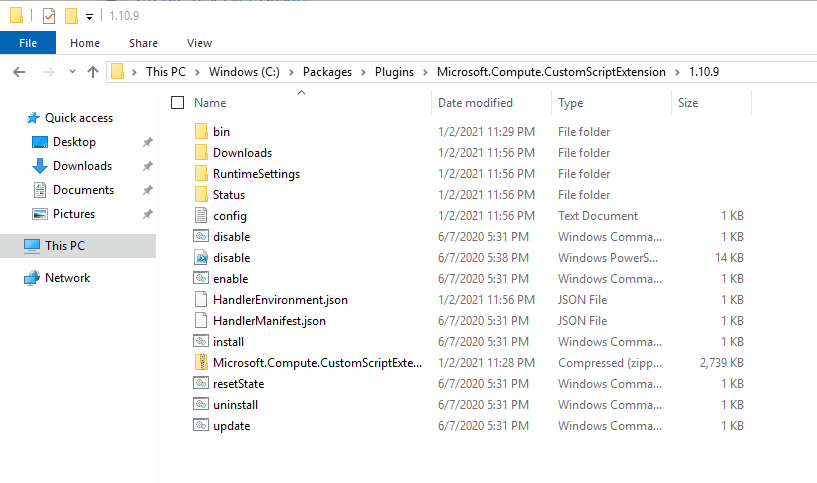 1.10.9
File Home Share View
This PC Windows (C:) Packages Plugins Microsoft.Compute.CustomScriptExtension 1.10.9
Name Date modified Type Size
Quick access
Desktop
Downloads
Documents
Pictures
This PC
Network
bin 1/2/2021 11:29 PM File folder
Downloads 1/2/2021 11:56 PM File folder
RuntimeSettings 1/2/2021 11:56 PM File folder
Status 1/2/2021 11:56 PM File folder
config 1/2/2021 11:56 PM Text Document 1 KB
disable 6/7/2020 5:31 PM Windows Comma... 1 KB
disable 6/7/2020 5:38 PM Windows PowerS... 14 KB
enable 6/7/2020 5:31 PM Windows Comma... 1 KB
HandlerEnvironment.json 1/2/2021 11:56 PM JSON File 1 KB
HandlerManifest.json 6/7/2020 5:31 PM JSON File 1 KB
install 6/7/2020 5:31 PM Windows Comma... 1 KB
Microsoft.Compute.CustomScriptExte... 1/2/2021 11:28 PM Compressed (zipp... 2,739 KB
resetState 6/7/2020 5:31 PM Windows Comma... 1 KB
uninstall 6/7/2020 5:31 PM Windows Comma... 1 KB
update 6/7/2020 5:31 PM Windows Comma... 1 KB